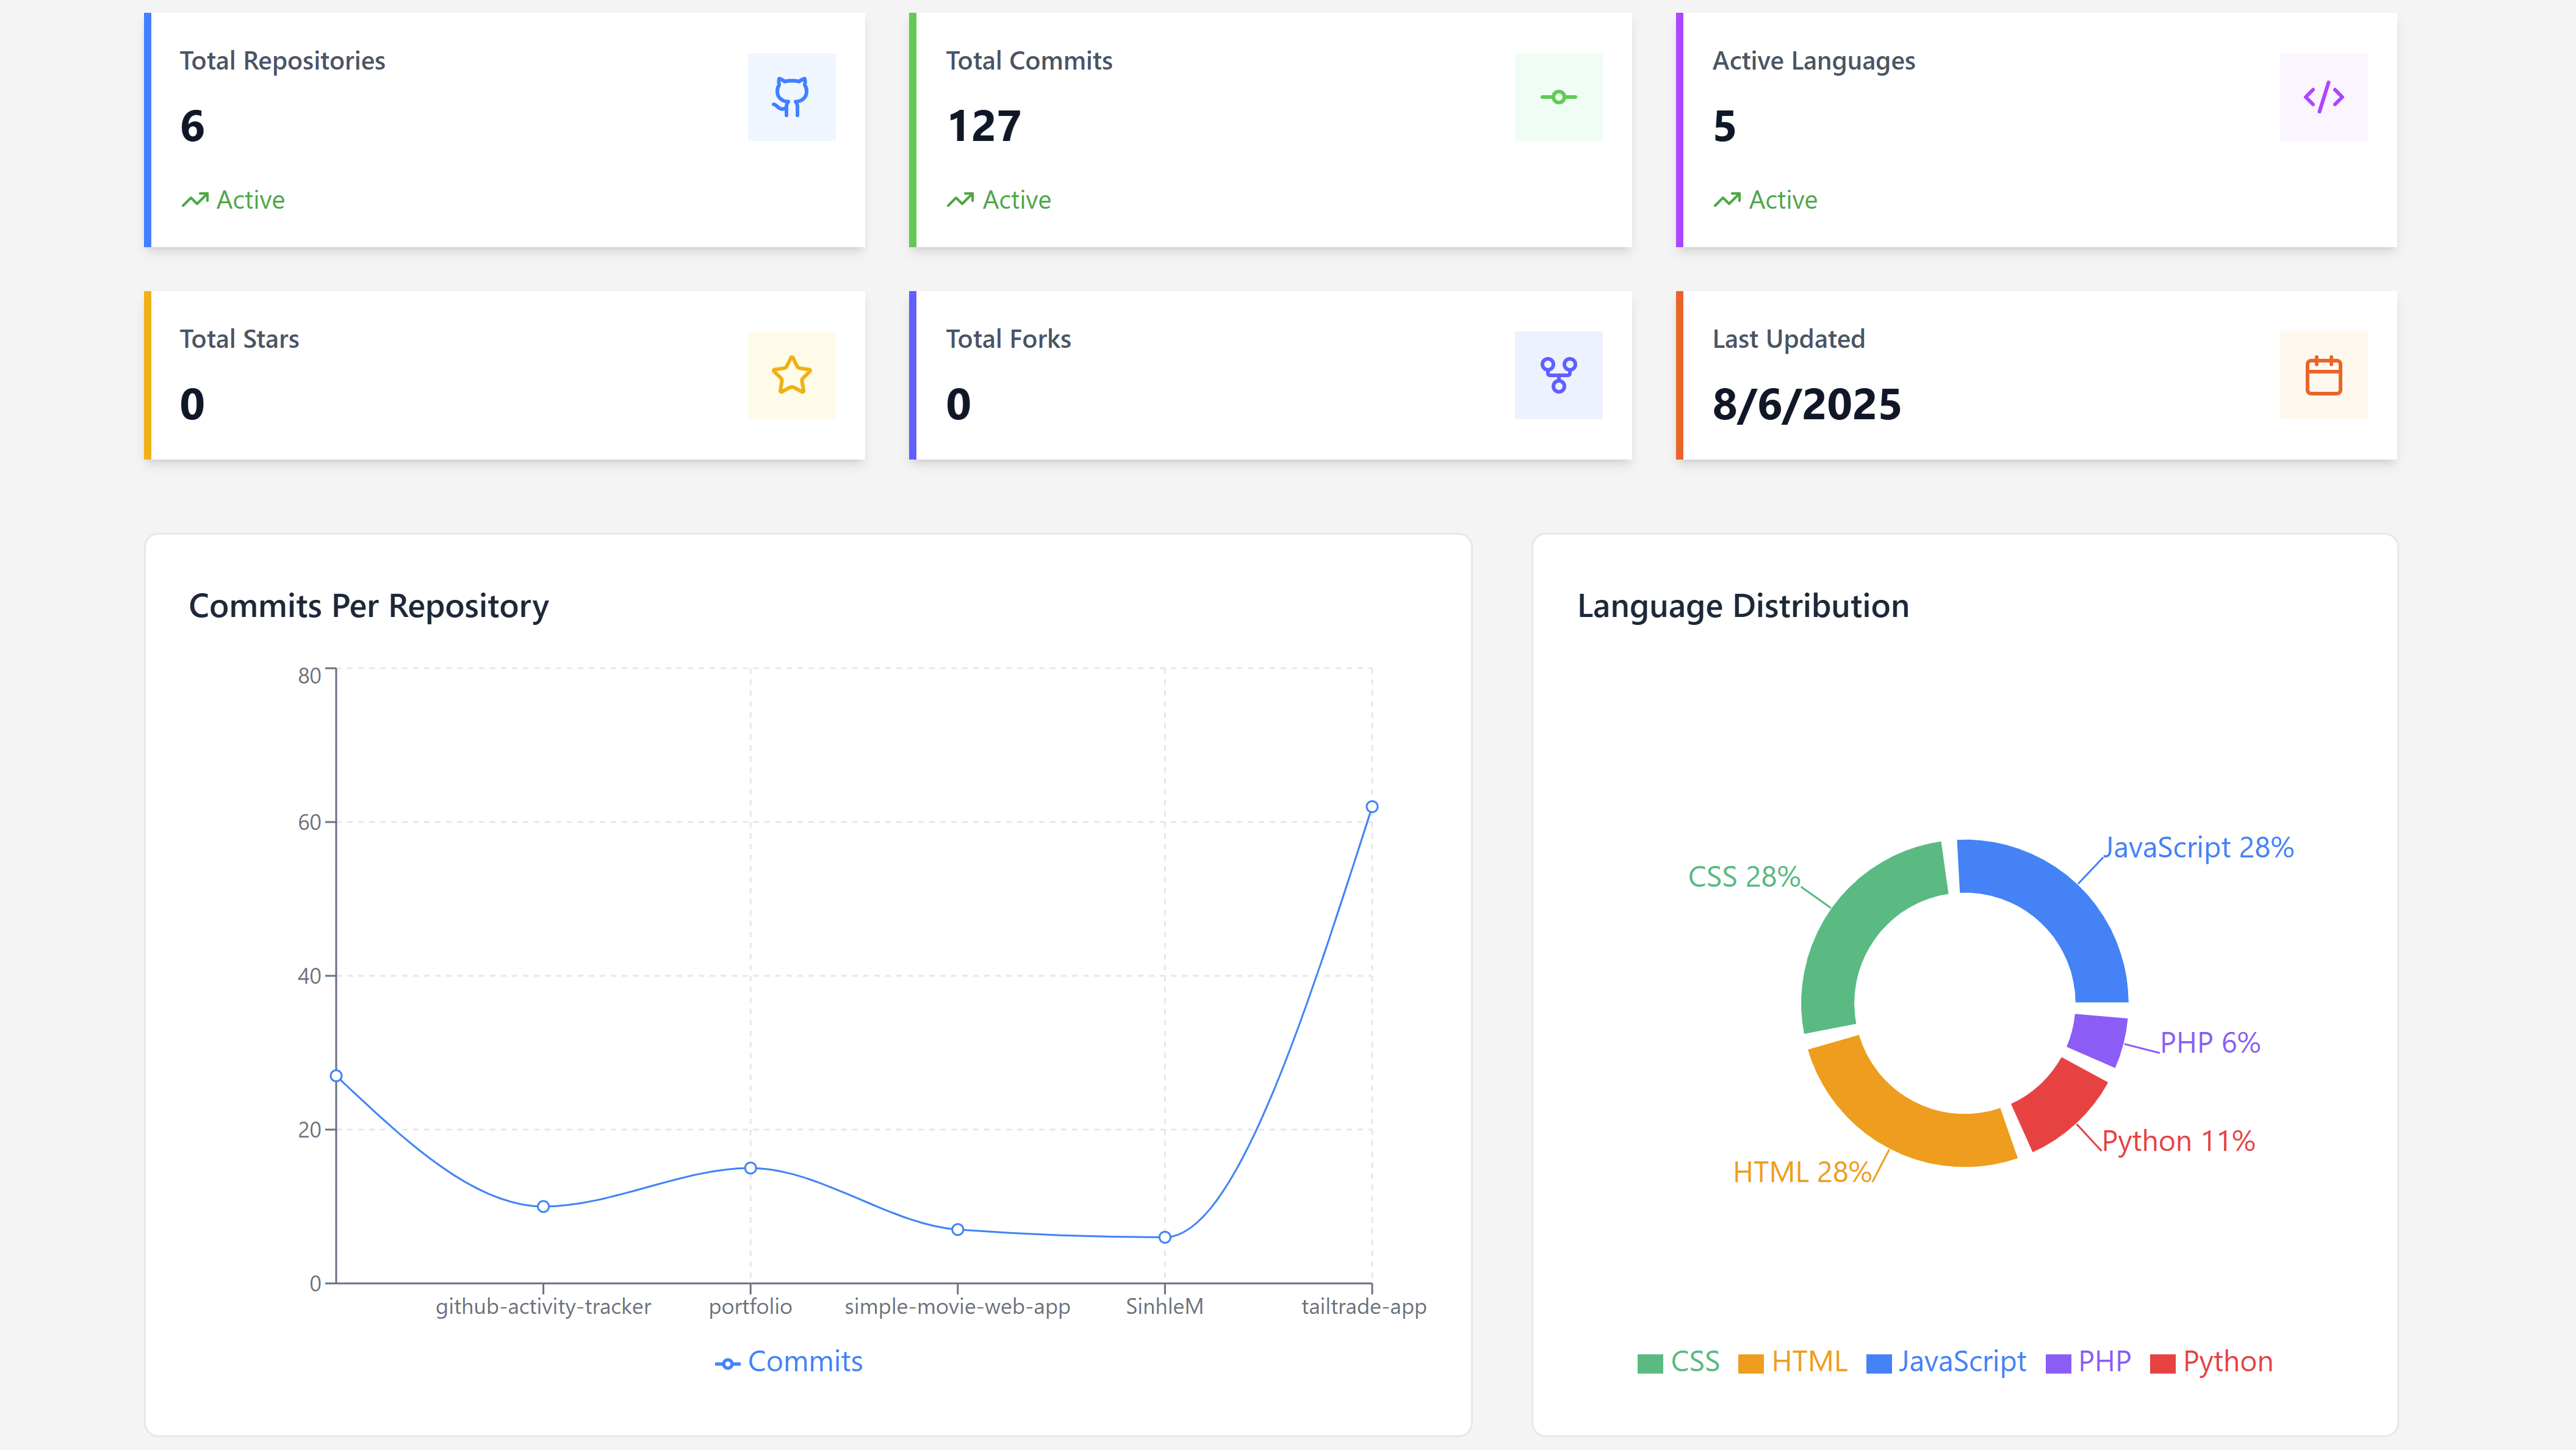 Total Repositories
6
Active
Total Commits
127
Active
Active Languages
5
Active
Total Stars
0
Total Forks
0
Last Updated
8/6/2025
Commits Per Repository
80
60
40
20
0
github-activity-tracker
portfolio
simple-movie-web-app
SinhleM
tailtrade-app
Commits
Language Distribution
JavaScript 28%
CSS 28%
PHP 6%
Python 11%
HTML 28%
CSS
HTML
JavaScript
PHP
Python